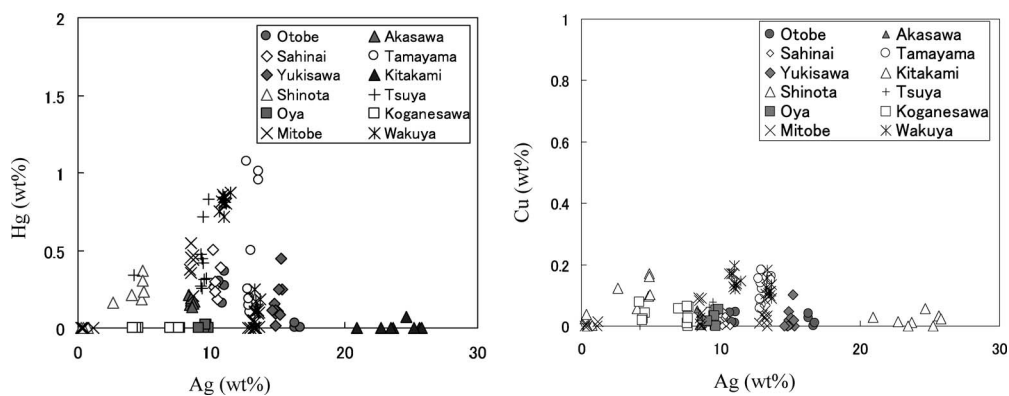 2
1.5
1
0.5
0
0 10 20 30
Hg (wt%)
Ag (wt%)
Otobe Akasawa
Sahinai Tamayama
Yukisawa Kitakami
Shinota Tsuya
Oya Koganesawa
Mitobe Wakuya
1
0.8
0.6
0.4
0.2
0
0 10 20 30
Cu (wt%)
Ag (wt%)
Otobe Akasawa
Sahinai Tamayama
Yukisawa Kitakami
Shinota Tsuya
Oya Koganesawa
Mitobe Wakuya